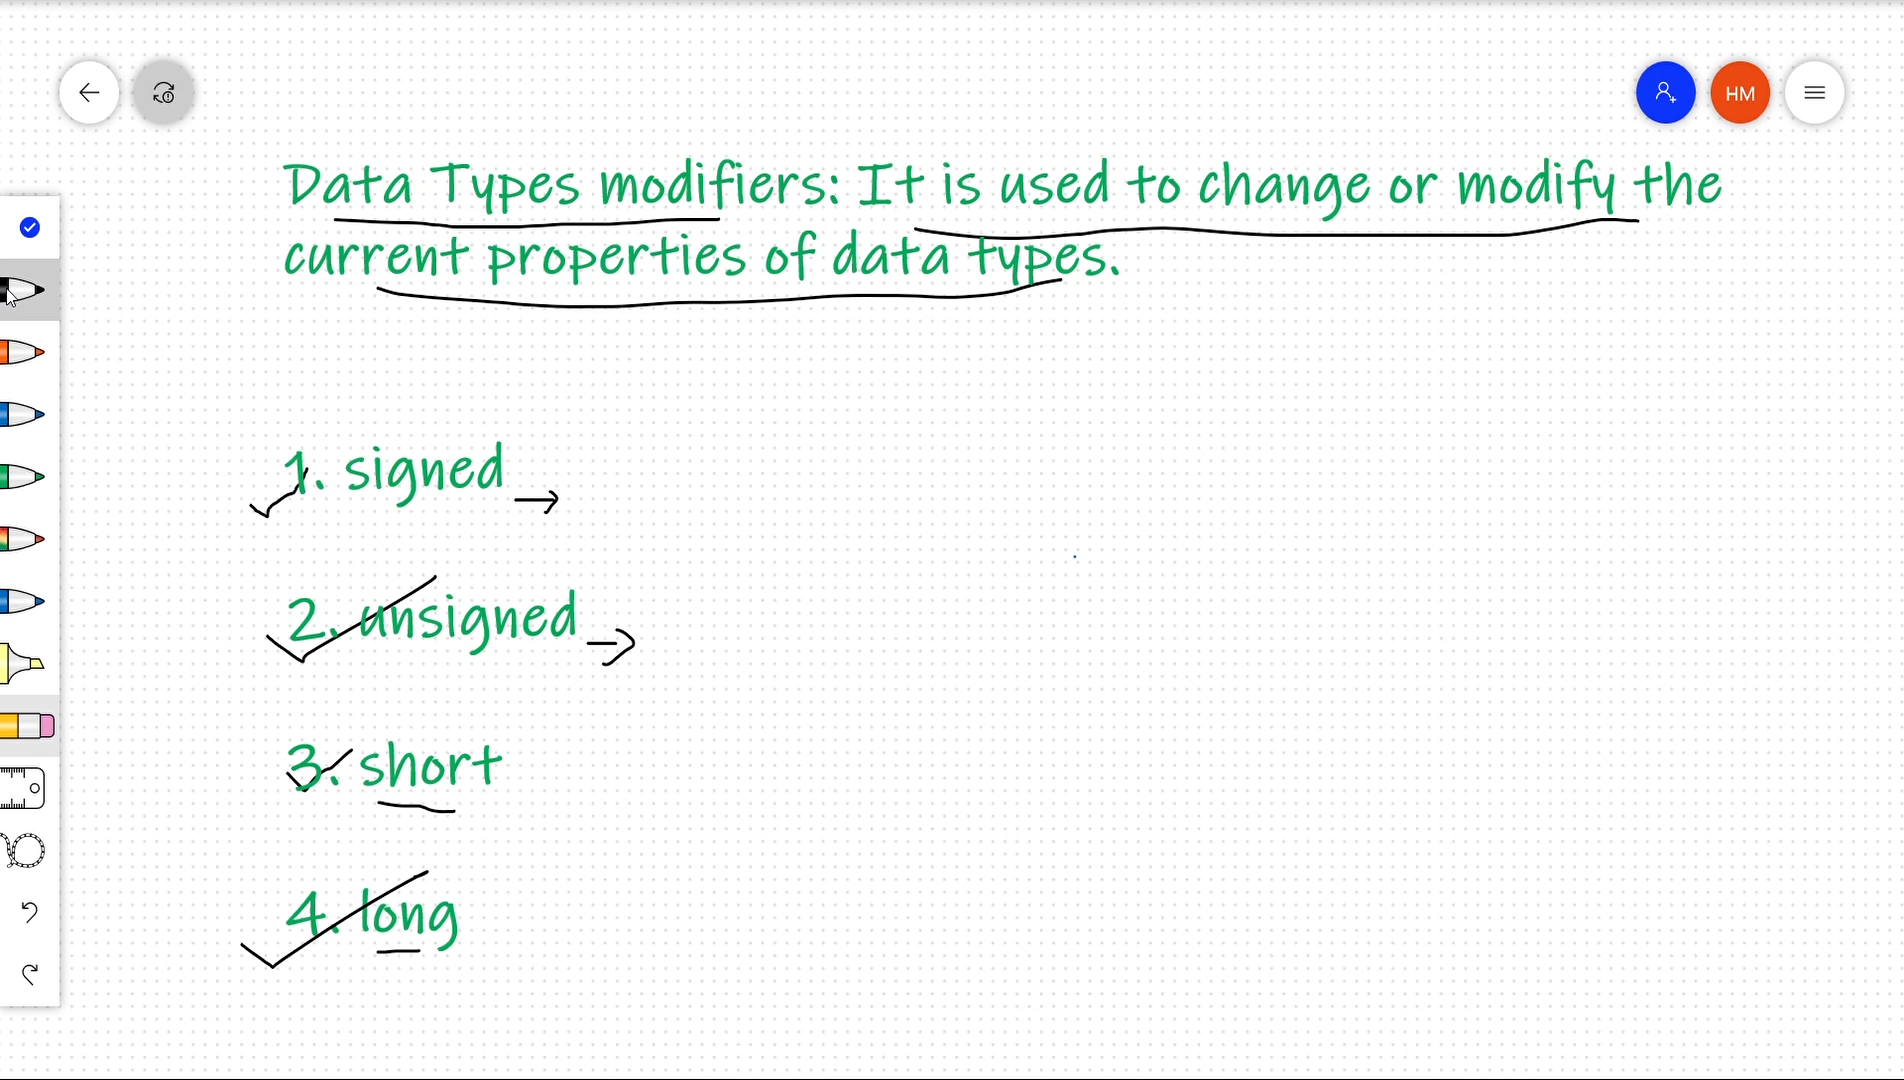 HM
Data Types modifiers: It is used to change or modify the
current properties of data types.
1. signed
2. unsigned
3. short
4. long